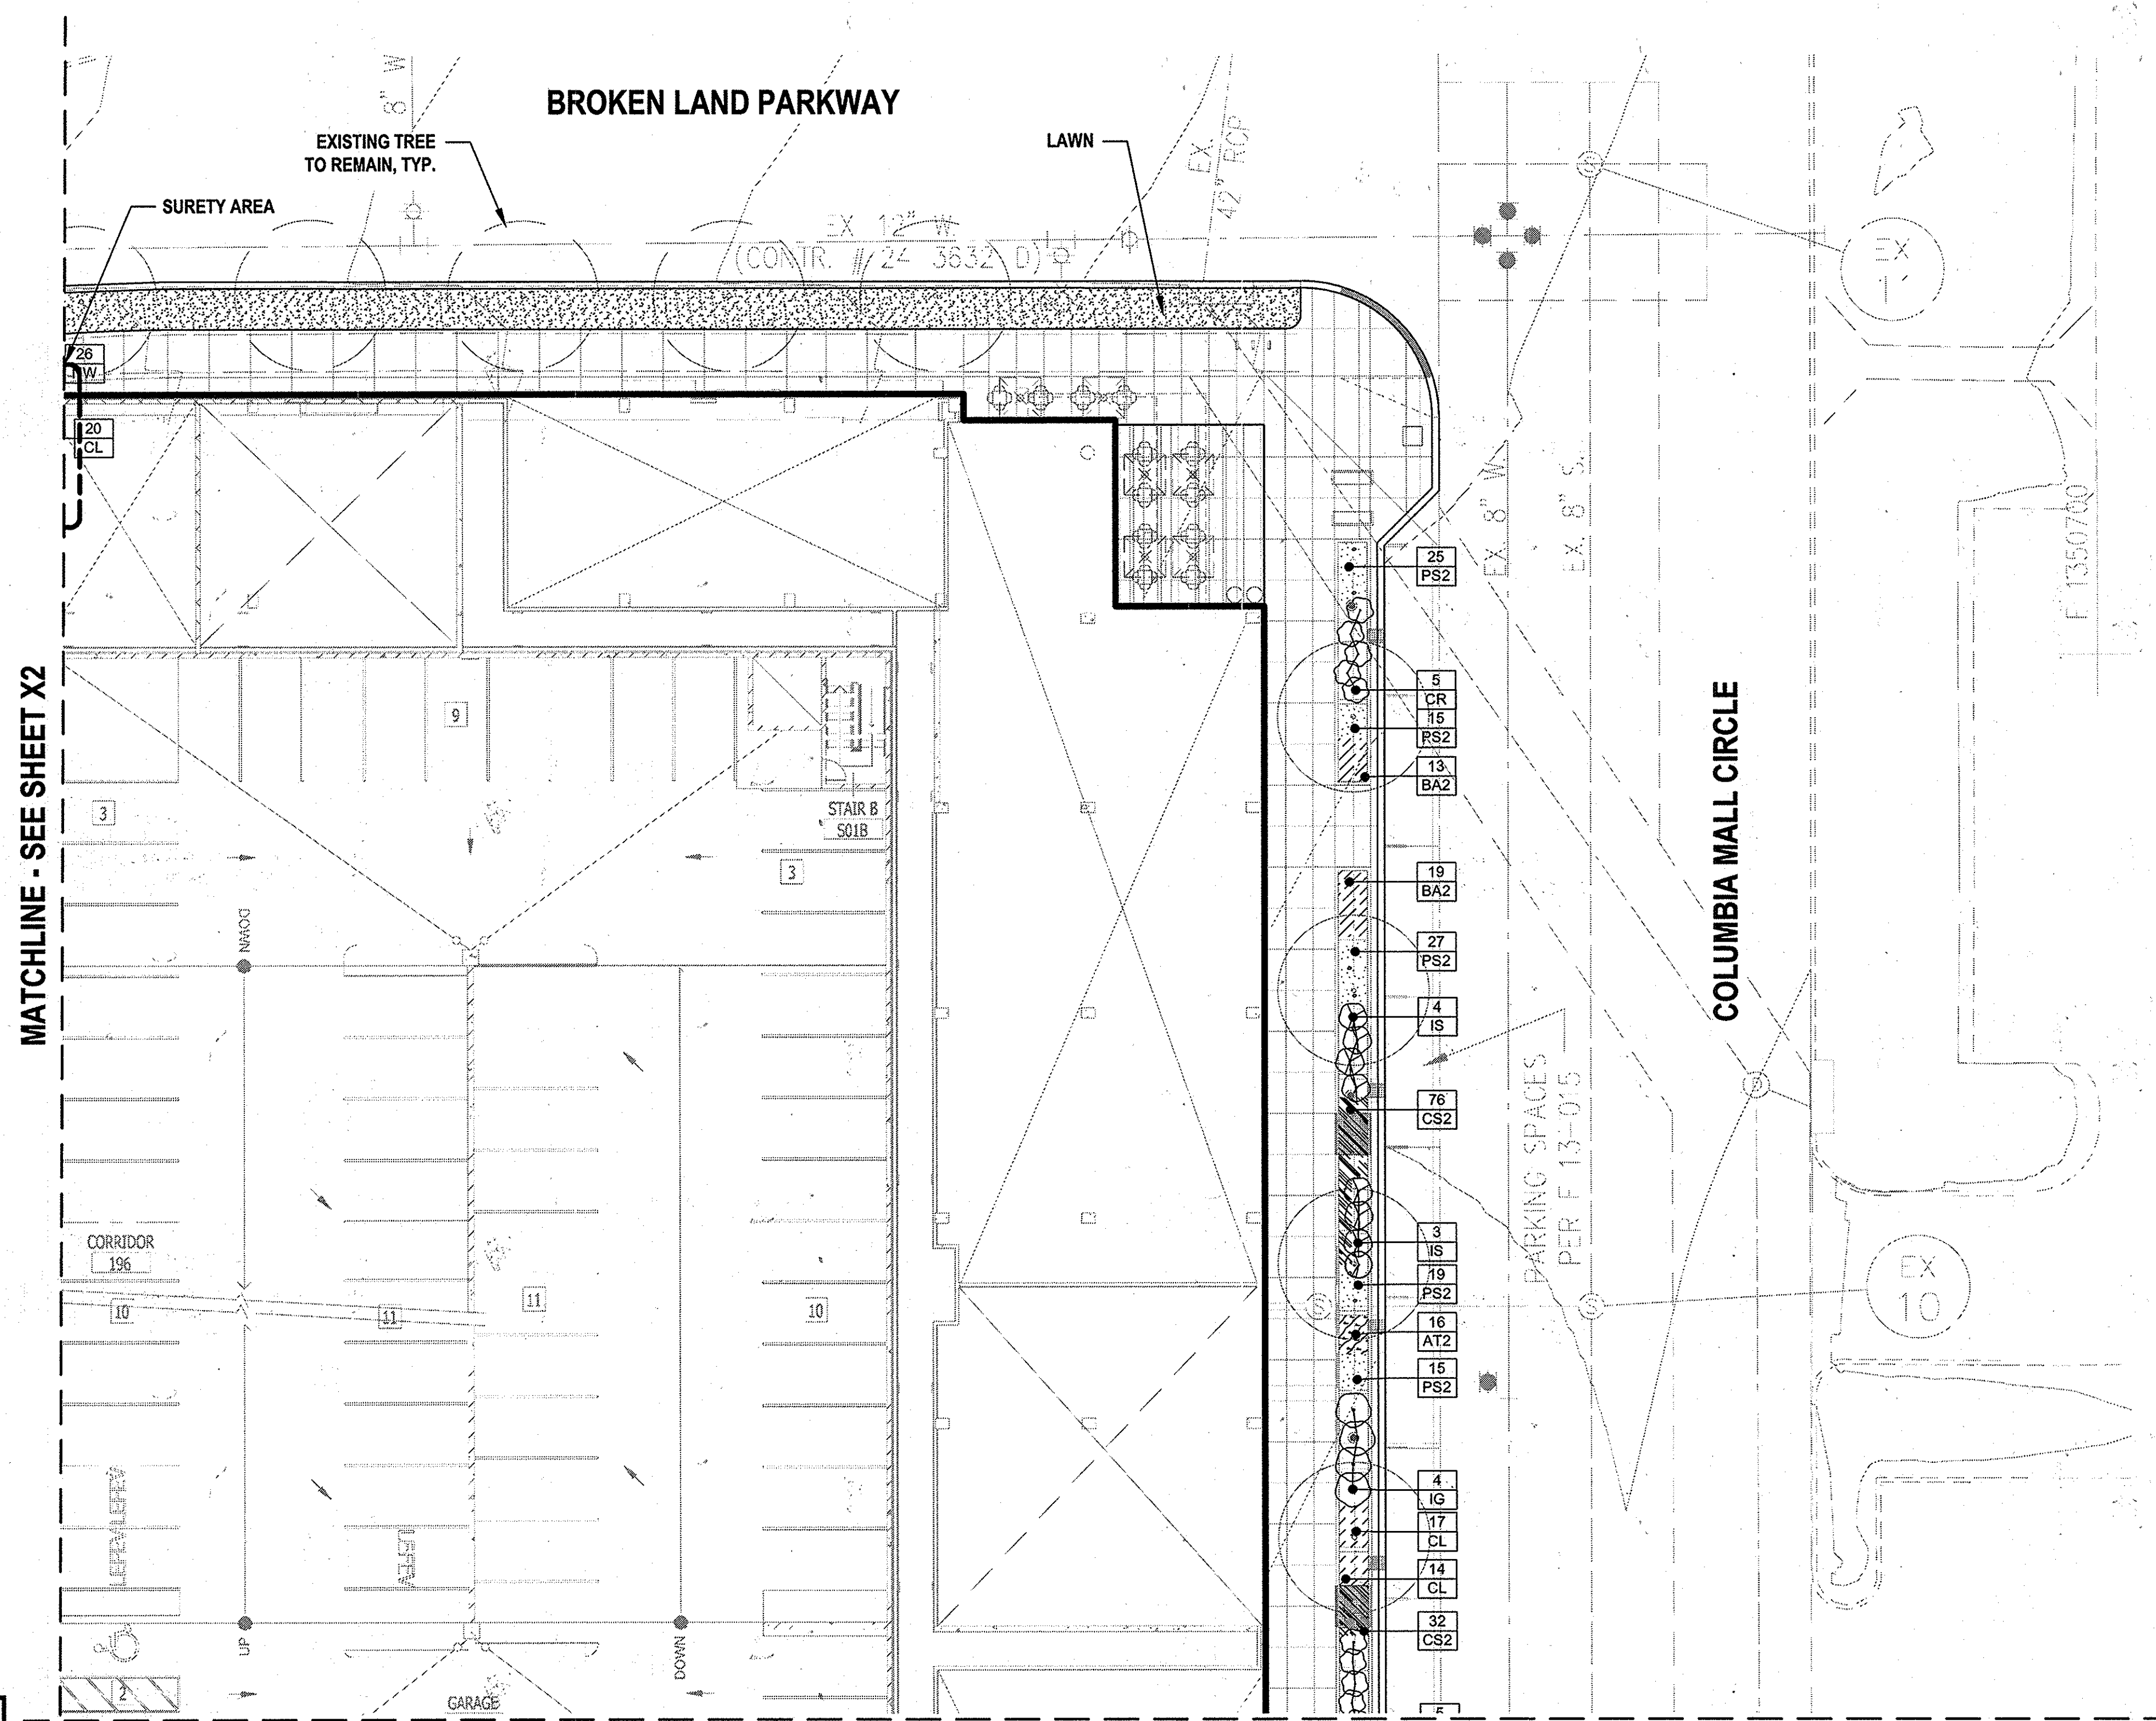 BROKEN LAND PARKWAY
8" W
EXISTING TREE
TO REMAIN, TYP.
LAWN
EX.
42" RCP
SURETY AREA
EX 12" W
26
20
CL
EX
MATCHLINE - SEE SHEET X2
COLUMBIA MALL CIRCLE
EX. 8" W.
EX. 8" S.
25
PS2
5
CR
15
PS2
13
BA2
19
BA2
27
PS2
4
IS
76
CS2
3
IS
19
PS2
16
AT2
15
PS2
4
IG
17
CL
14
CL
32
CS2
5
9
3
STAIR B
S01B
3
DOWN
CORRIDOR
196
10
11
11
10
PARKING SPACES
PER F 13-015
S
S
EX
10
UP
DOWN
2
GARAGE